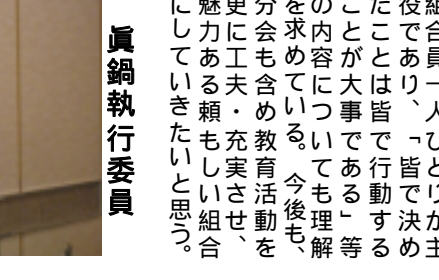 組合員一人ひとりが主
役であり、「皆で決め
たことは皆で行動する
ことが大事である」等
の内容についても理解
を求めている。今後も、
分会も含め教育活動を
更に工夫・充実させ、
魅力ある頼もしい組合
にしていきたいと思う。
眞鍋執行委員